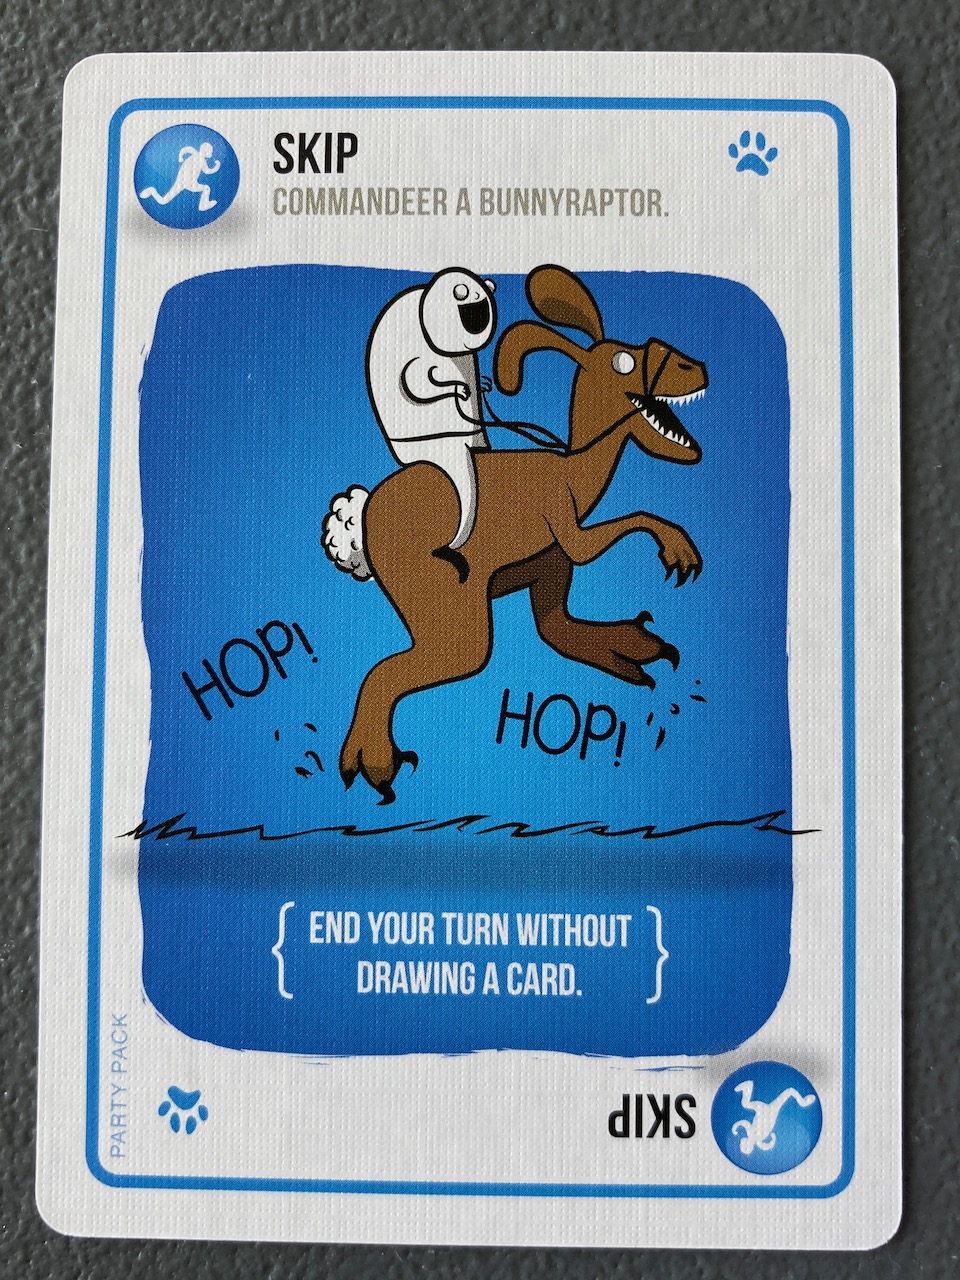 SKIP
COMMANDEER A BUNNYRAPTOR.
HOP!
HOP!
END YOUR TURN WITHOUT
DRAWING A CARD.
PARTY PACK
SKIP